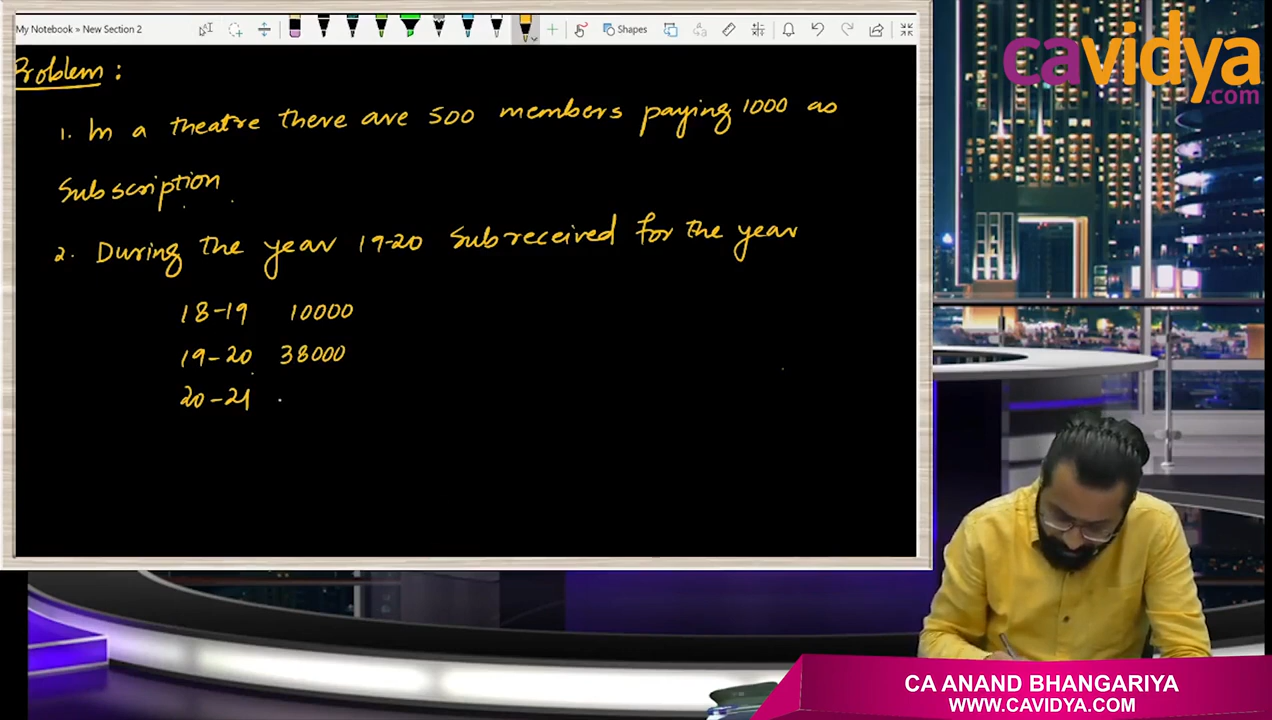 My Notebook » New Section 2
Shapes
Problem :
1. In a theatre there are 500 members paying 1000 as
Subscription
2. During the year 19-20 Sub received for the year
18-19 10000
19-20 38000
20-21
cavidya
.com
CA ANAND BHANGARIYA
WWW.CAVIDYA.COM